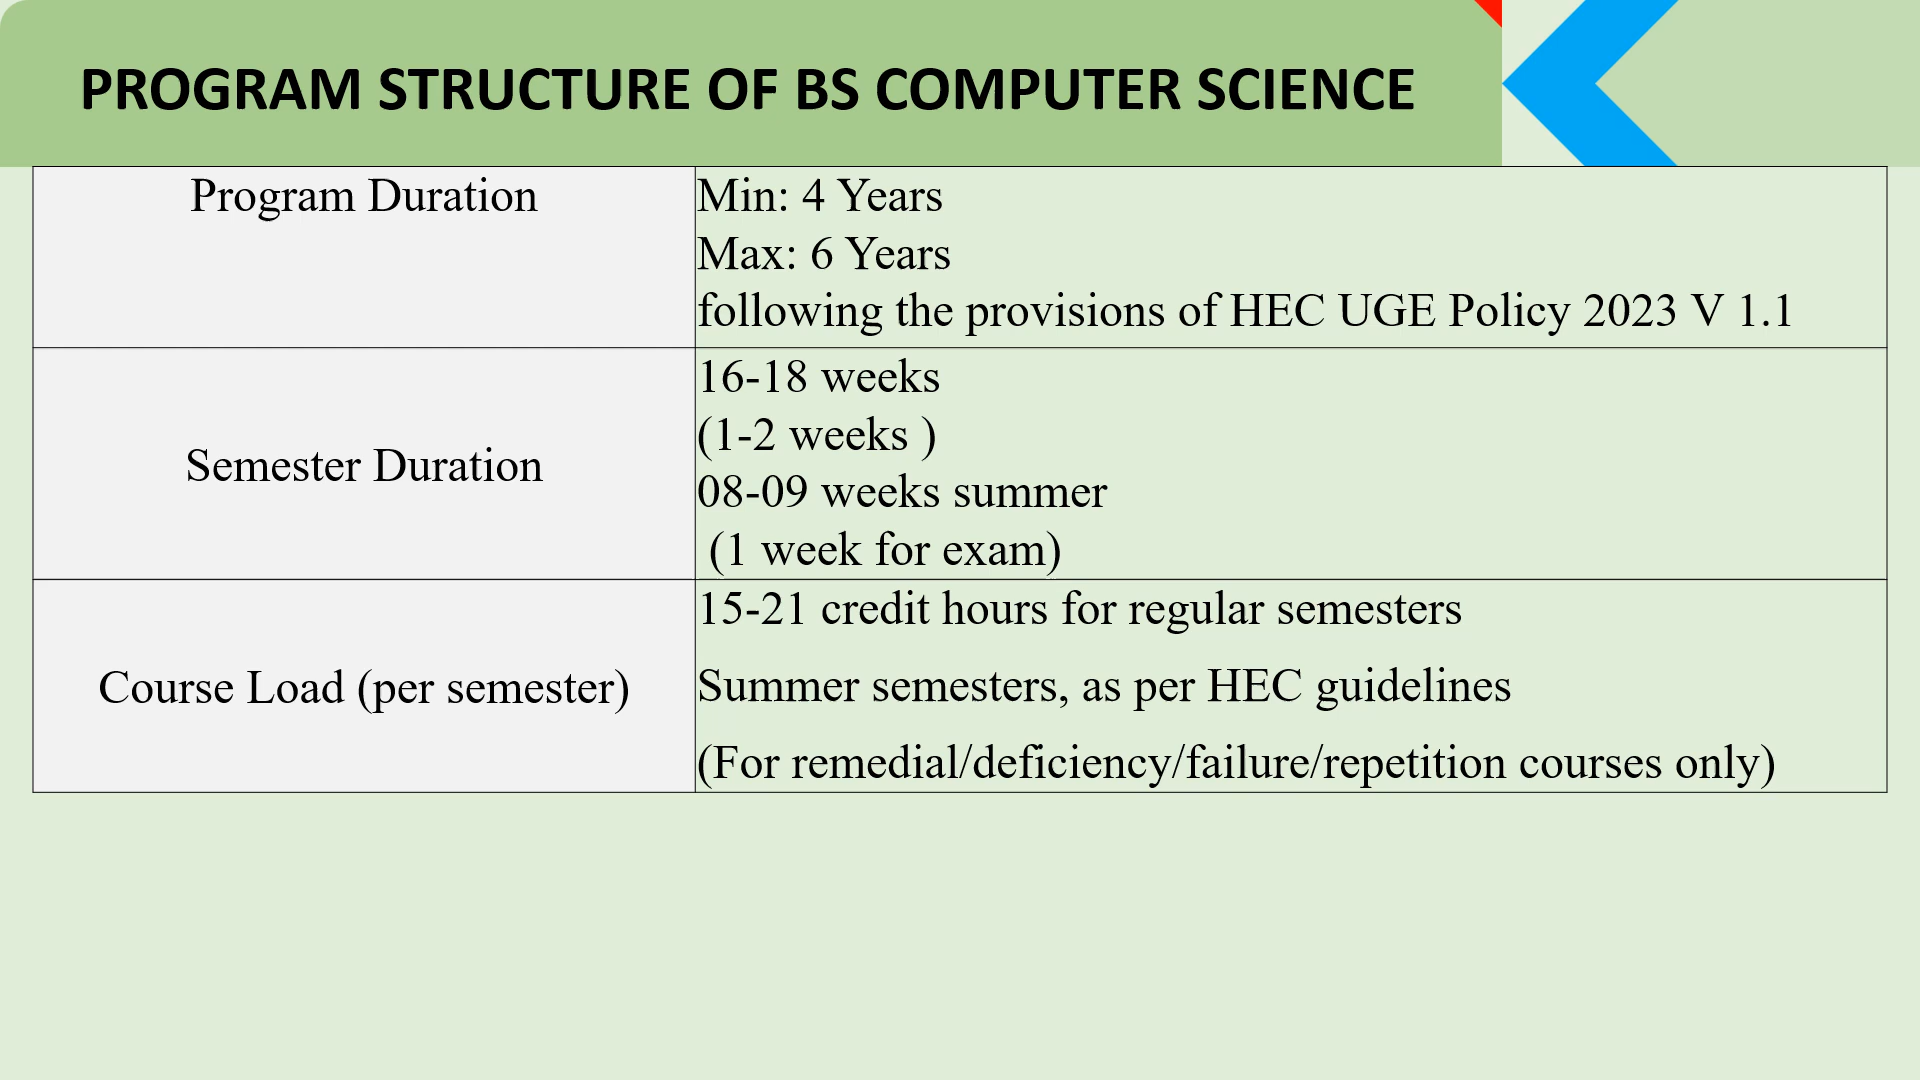 PROGRAM STRUCTURE OF BS COMPUTER SCIENCE
Program Duration
Min: 4 Years
Max: 6 Years
following the provisions of HEC UGE Policy 2023 V 1.1
Semester Duration
16-18 weeks
(1-2 weeks )
08-09 weeks summer
(1 week for exam)
Course Load (per semester)
15-21 credit hours for regular semesters
Summer semesters, as per HEC guidelines
(For remedial/deficiency/failure/repetition courses only)